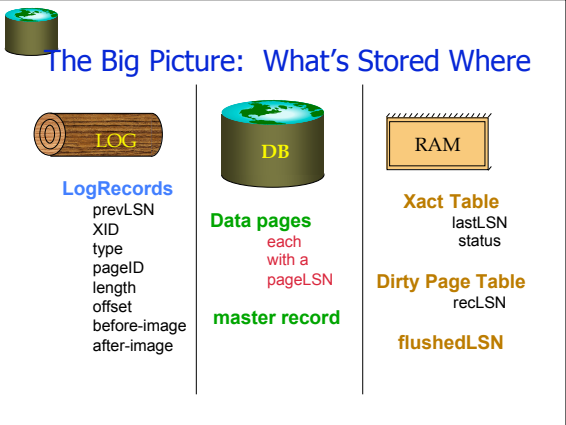 The Big Picture:  What's Stored Where
LOG
LogRecords
prevLSN
XID
type
pageID
length
offset
before-image
after-image
DB
Data pages
each
with a
pageLSN
master record
RAM
Xact Table
lastLSN
status
Dirty Page Table
recLSN
flushedLSN